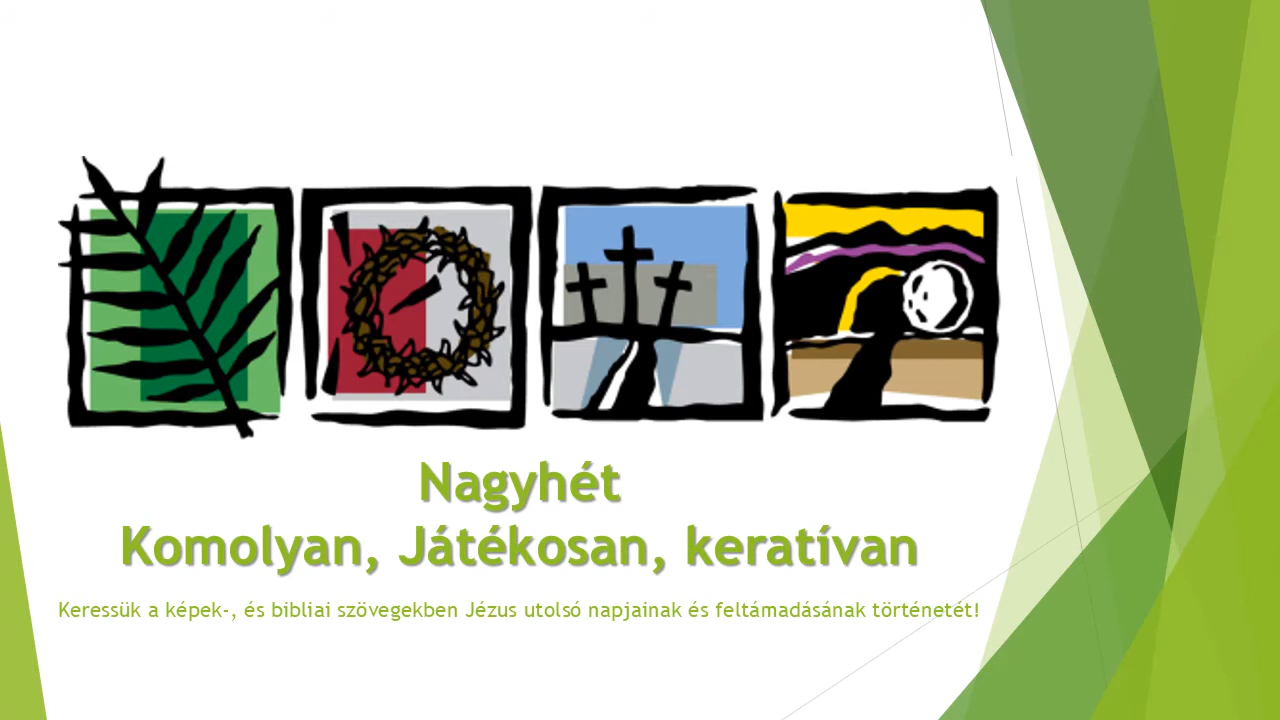 Nagyhét
Komolyan, Játékosan, keratívan
Keressük a képek-, és bibliai szövegekben Jézus utolsó napjainak és feltámadásának történetét!